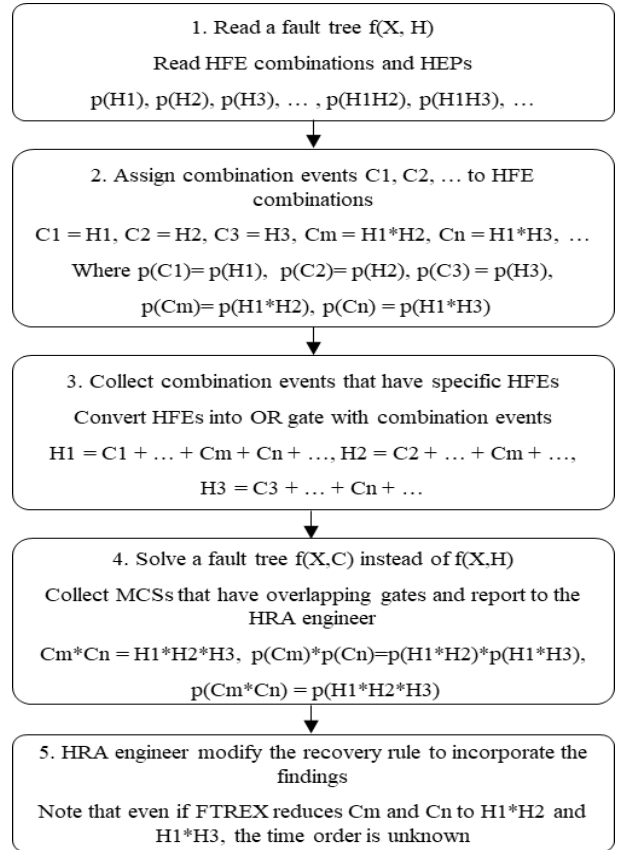 1. Read a fault tree f(X, H)
Read HFE combinations and HEPs
p(H1), p(H2), p(H3), … , p(H1H2), p(H1H3), …
2. Assign combination events C1, C2, … to HFE
combinations
C1 = H1, C2 = H2, C3 = H3, Cm = H1*H2, Cn = H1*H3, …
Where p(C1)= p(H1), p(C2)= p(H2), p(C3) = p(H3),
p(Cm)= p(H1*H2), p(Cn) = p(H1*H3)
3. Collect combination events that have specific HFEs
Convert HFEs into OR gate with combination events
H1 = C1 + … + Cm + Cn + …, H2 = C2 + … + Cm + …,
H3 = C3 + … + Cn + …
4. Solve a fault tree f(X,C) instead of f(X,H)
Collect MCSs that have overlapping gates and report to the
HRA engineer
Cm*Cn = H1*H2*H3, p(Cm)*p(Cn)=p(H1*H2)*p(H1*H3),
p(Cm*Cn) = p(H1*H2*H3)
5. HRA engineer modify the recovery rule to incorporate the
findings
Note that even if FTREX reduces Cm and Cn to H1*H2 and
H1*H3, the time order is unknown